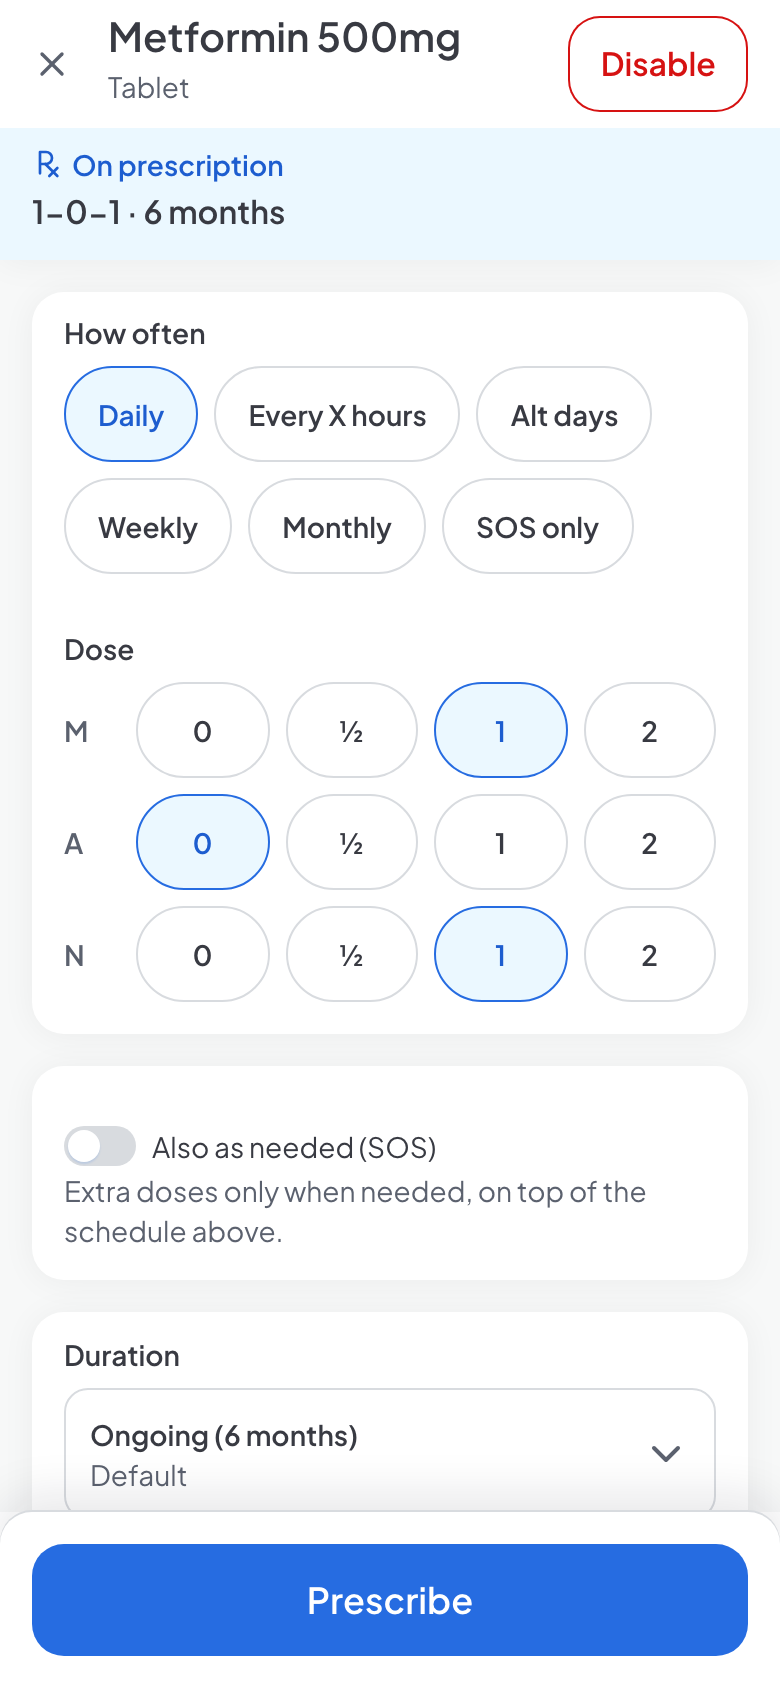 Metformin 500mg
Tablet
Disable
On prescription
1–0–1 · 6 months
How often
Daily
Every X hours
Alt days
Weekly
Monthly
SOS only
Dose
M 0 ½ 1 2
A 0 ½ 1 2
N 0 ½ 1 2
Also as needed (SOS)
Extra doses only when needed, on top of the
schedule above.
Duration
Ongoing (6 months)
Default
Prescribe